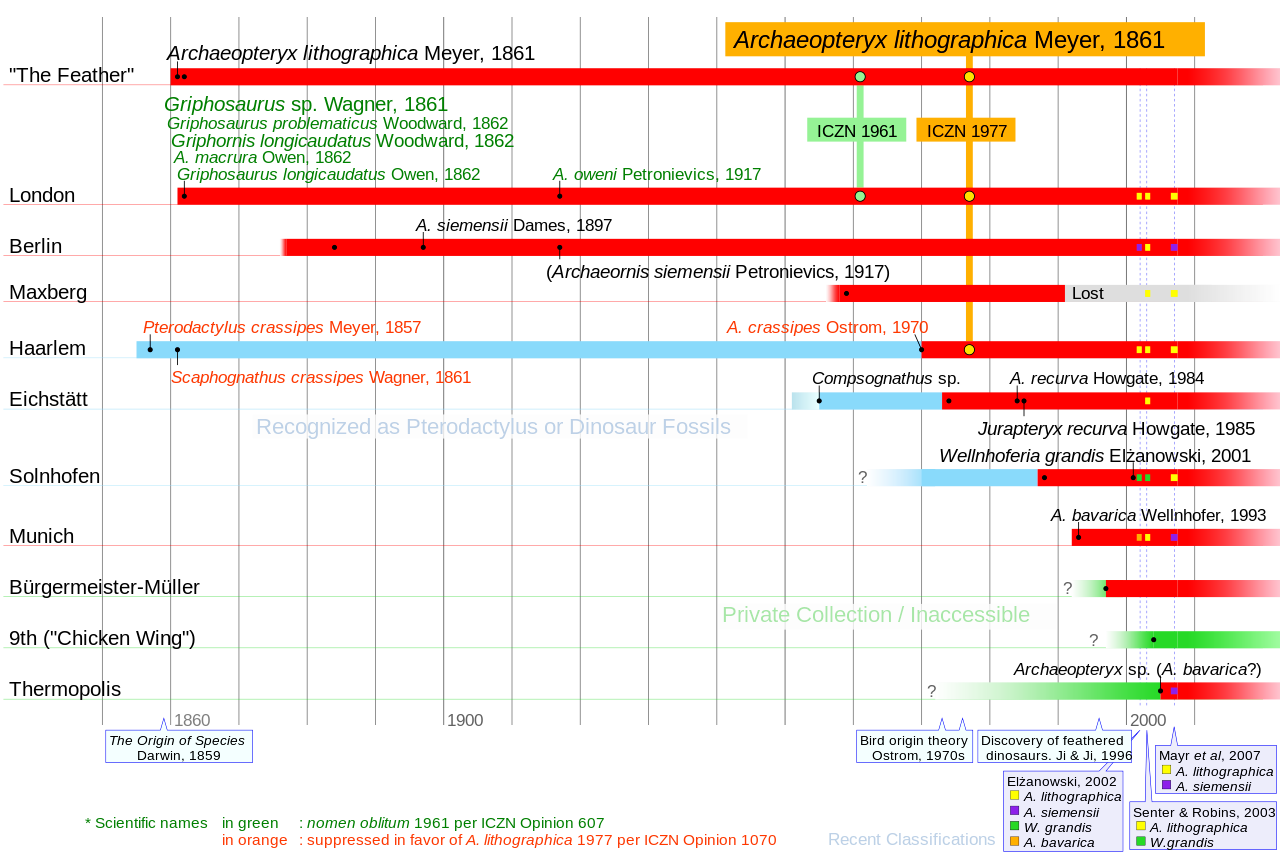 Archaeopteryx lithographica Meyer, 1861
Archaeopteryx lithographica Meyer, 1861
"The Feather"
Griphosaurus sp. Wagner, 1861
Griphosaurus problematicus Woodward, 1862
Griphornis longicaudatus Woodward, 1862
A. macrura Owen, 1862
Griphosaurus longicaudatus Owen, 1862
A. oweni Petronievics, 1917
ICZN 1961
ICZN 1977
London
A. siemensii Dames, 1897
Berlin
(Archaeornis siemensii Petronievics, 1917)
Maxberg
Lost
Pterodactylus crassipes Meyer, 1857
A. crassipes Ostrom, 1970
Haarlem
Scaphognathus crassipes Wagner, 1861
Compsognathus sp.
A. recurva Howgate, 1984
Eichstätt
Recognized as Pterodactylus or Dinosaur Fossils
Jurapteryx recurva Howgate, 1985
Wellnhoferia grandis Elżanowski, 2001
Solnhofen
?
A. bavarica Wellnhofer, 1993
Munich
Bürgermeister-Müller
?
Private Collection / Inaccessible
9th ("Chicken Wing")
?
Archaeopteryx sp. (A. bavarica?)
Thermopolis
?
1860
1900
2000
The Origin of Species
Darwin, 1859
Bird origin theory
Ostrom, 1970s
Discovery of feathered
dinosaurs. Ji & Ji, 1996
Mayr et al, 2007
A. lithographica
A. siemensii
Elżanowski, 2002
A. lithographica
A. siemensii
W. grandis
A. bavarica
Senter & Robins, 2003
A. lithographica
W.grandis
* Scientific names in green : nomen oblitum 1961 per ICZN Opinion 607
in orange : suppressed in favor of A. lithographica 1977 per ICZN Opinion 1070
Recent Classifications